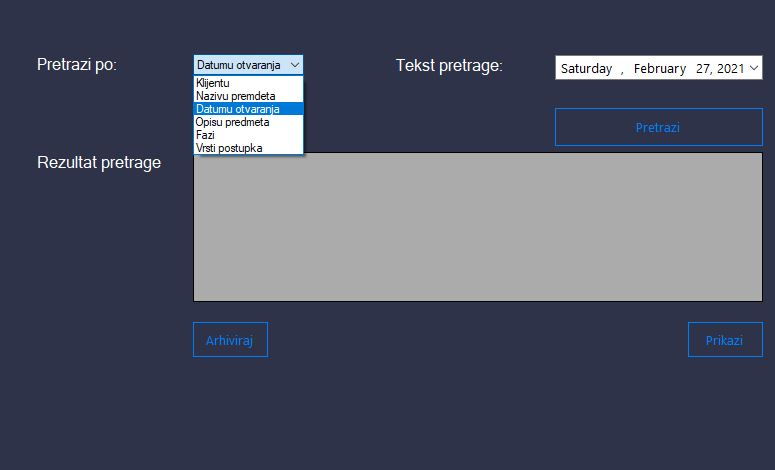 Pretrazi po:
Datumu otvaranja
Tekst pretrage:
Saturday , February 27, 2021
Klijentu
Nazivu premdeta
Datumu otvaranja
Opisu predmeta
Fazi
Vrsti postupka
Pretrazi
Rezultat pretrage
Arhiviraj
Prikazi